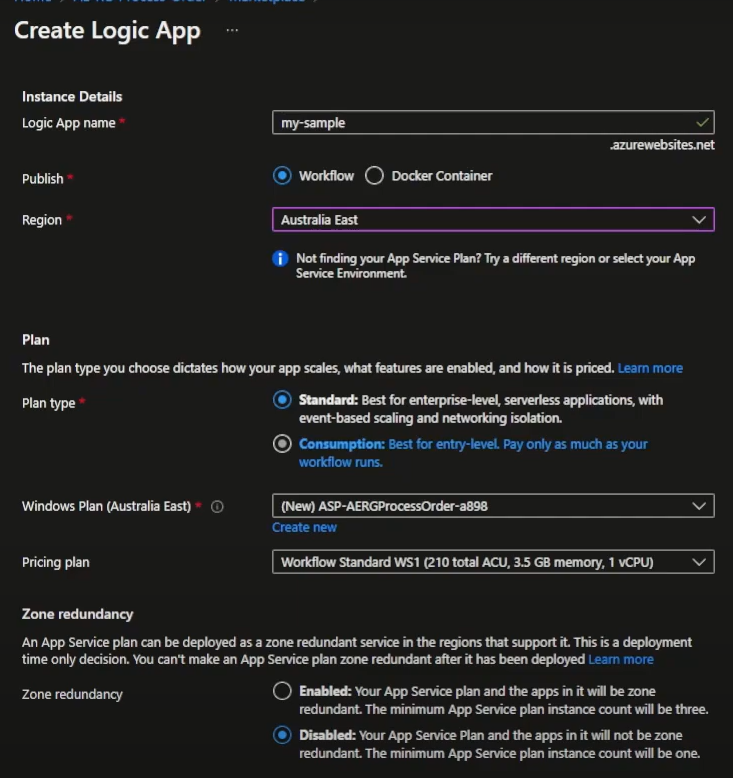 Create Logic App ...
Instance Details
Logic App name *
my-sample
.azurewebsites.net
Publish *
Workflow
Docker Container
Region *
Australia East
Not finding your App Service Plan? Try a different region or select your App
Service Environment.
Plan
The plan type you choose dictates how your app scales, what features are enabled, and how it is priced. Learn more
Plan type *
Standard: Best for enterprise-level, serverless applications, with
event-based scaling and networking isolation.
Consumption: Best for entry-level. Pay only as much as your
workflow runs.
Windows Plan (Australia East) *
(New) ASP-AERGProcessOrder-a898
Create new
Pricing plan
Workflow Standard WS1 (210 total ACU, 3.5 GB memory, 1 vCPU)
Zone redundancy
An App Service plan can be deployed as a zone redundant service in the regions that support it. This is a deployment
time only decision. You can't make an App Service plan zone redundant after it has been deployed Learn more
Zone redundancy
Enabled: Your App Service plan and the apps in it will be zone
redundant. The minimum App Service plan instance count will be three.
Disabled: Your App Service Plan and the apps in it will not be zone
redundant. The minimum App Service plan instance count will be one.